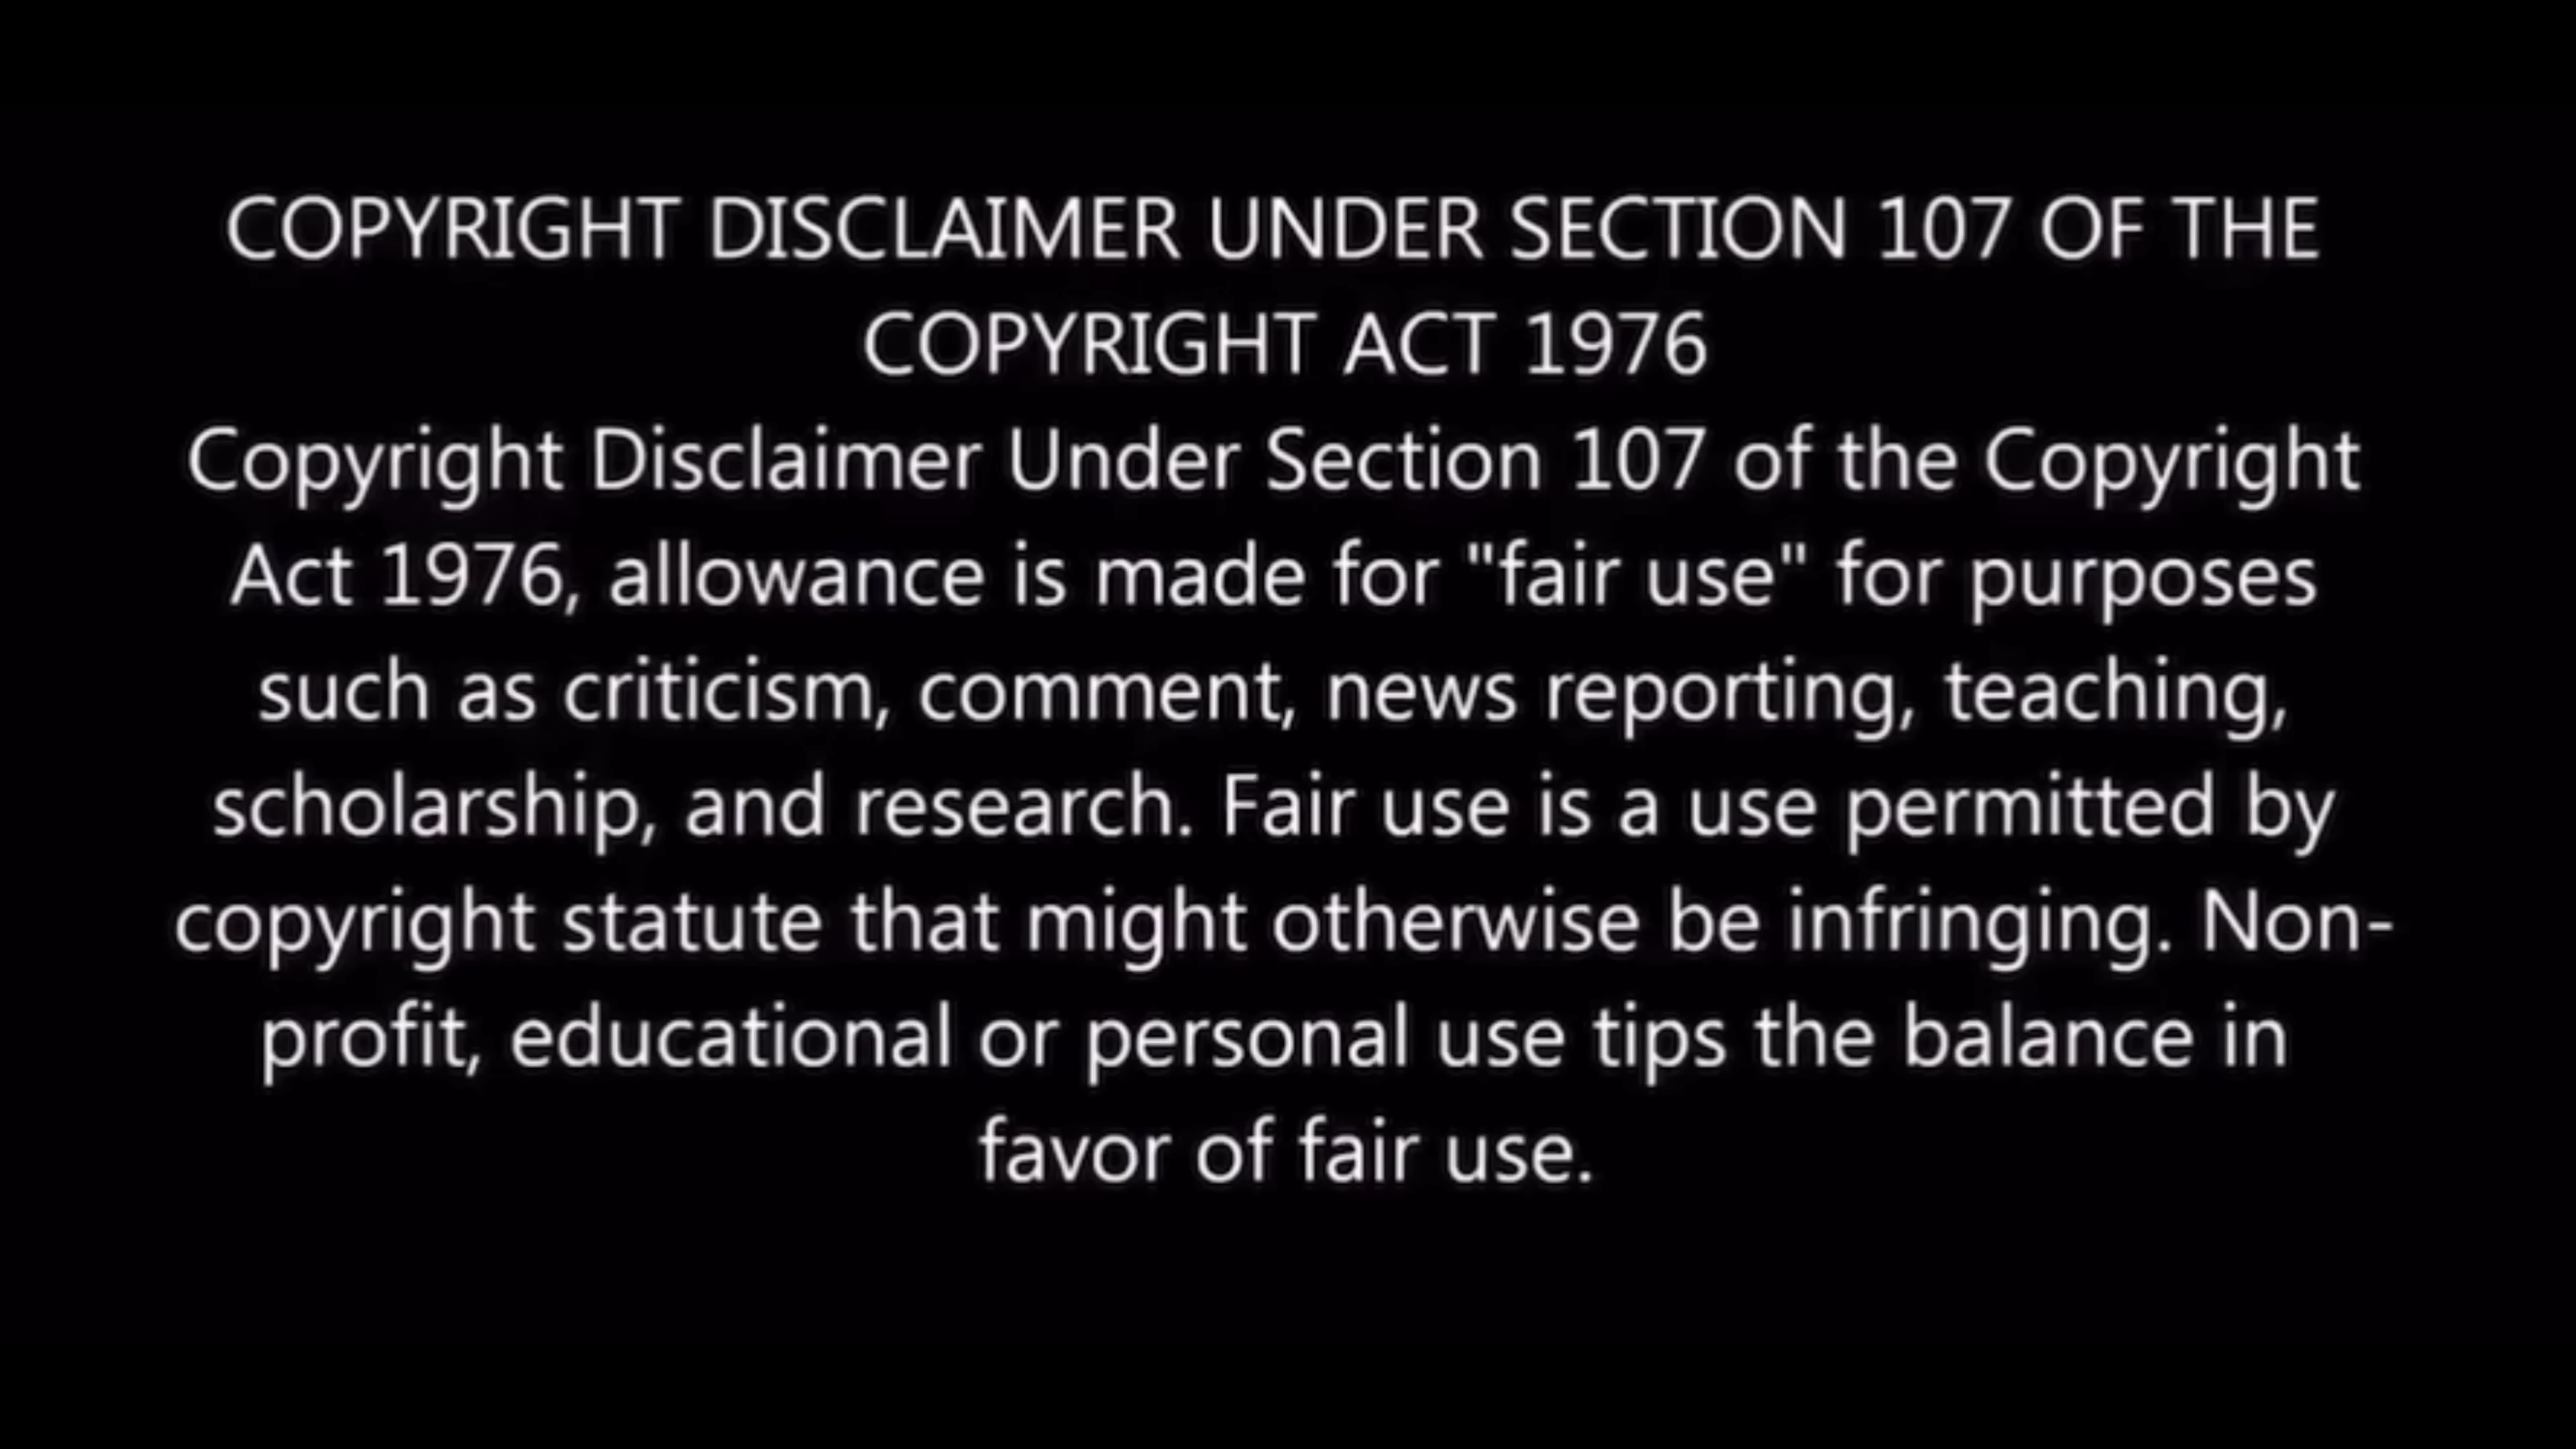 COPYRIGHT DISCLAIMER UNDER SECTION 107 OF THE
COPYRIGHT ACT 1976
Copyright Disclaimer Under Section 107 of the Copyright
Act 1976, allowance is made for "fair use" for purposes
such as criticism, comment, news reporting, teaching,
scholarship, and research. Fair use is a use permitted by
copyright statute that might otherwise be infringing. Non-
profit, educational or personal use tips the balance in
favor of fair use.